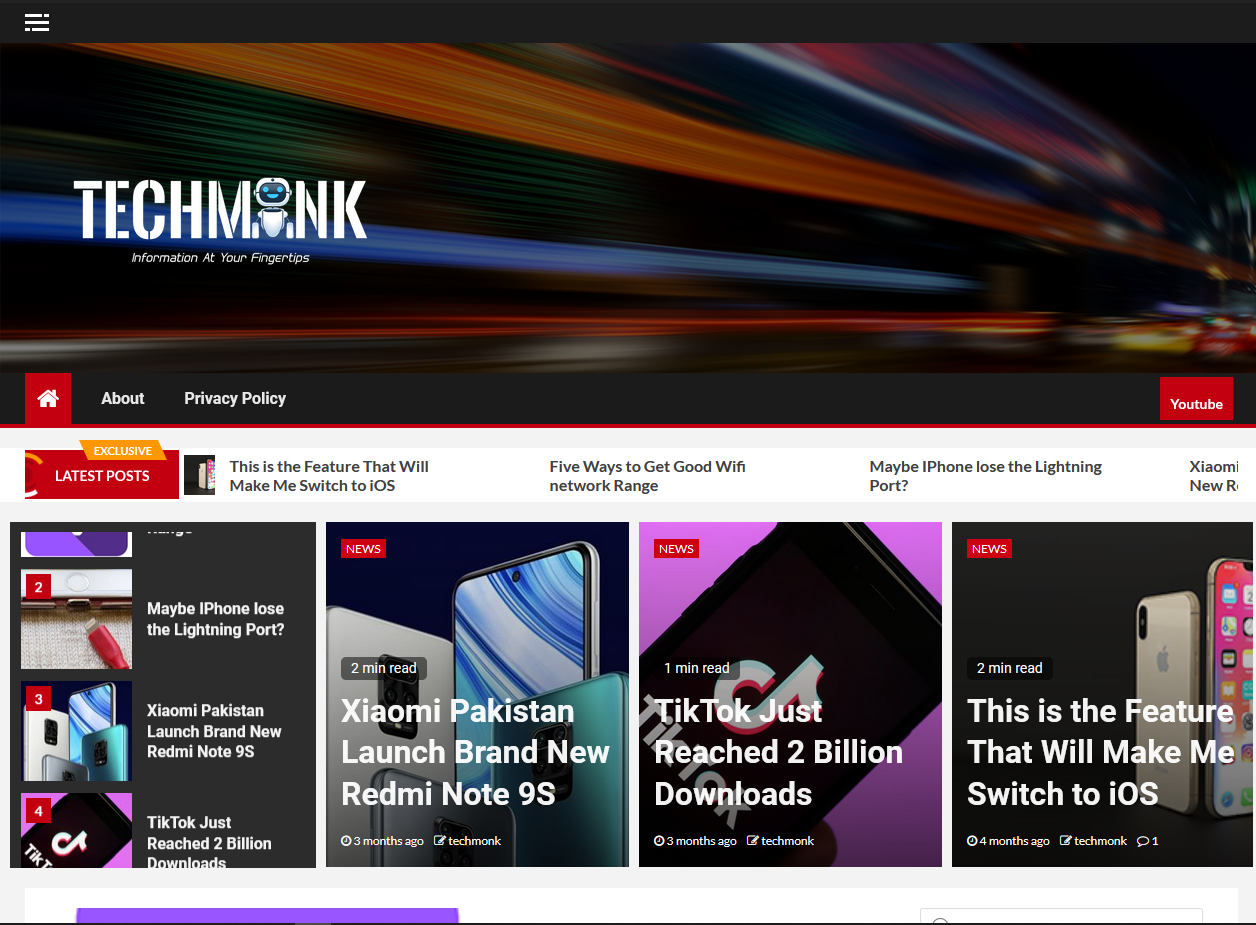 TECHMONK
Information At Your Fingertips
About
Privacy Policy
Youtube
EXCLUSIVE
LATEST POSTS
This is the Feature That Will
Make Me Switch to iOS
Five Ways to Get Good Wifi
network Range
Maybe IPhone lose the Lightning
Port?
Xiaomi
New Re
2
Maybe IPhone lose
the Lightning Port?
3
Xiaomi Pakistan
Launch Brand New
Redmi Note 9S
4
TikTok Just
Reached 2 Billion
Downloads
TikT
NEWS
2 min read
Xiaomi Pakistan
Launch Brand New
Redmi Note 9S
3 months ago techmonk
NEWS
1 min read
TikTok
TikTok Just
Reached 2 Billion
Downloads
3 months ago techmonk
NEWS
2 min read
This is the Feature
That Will Make Me
Switch to iOS
4 months ago techmonk 1